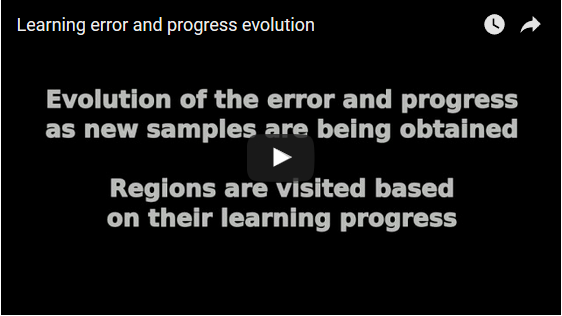 Learning error and progress evolution
Evolution of the error and progress
as new samples are being obtained
Regions are visited based
on their learning progress